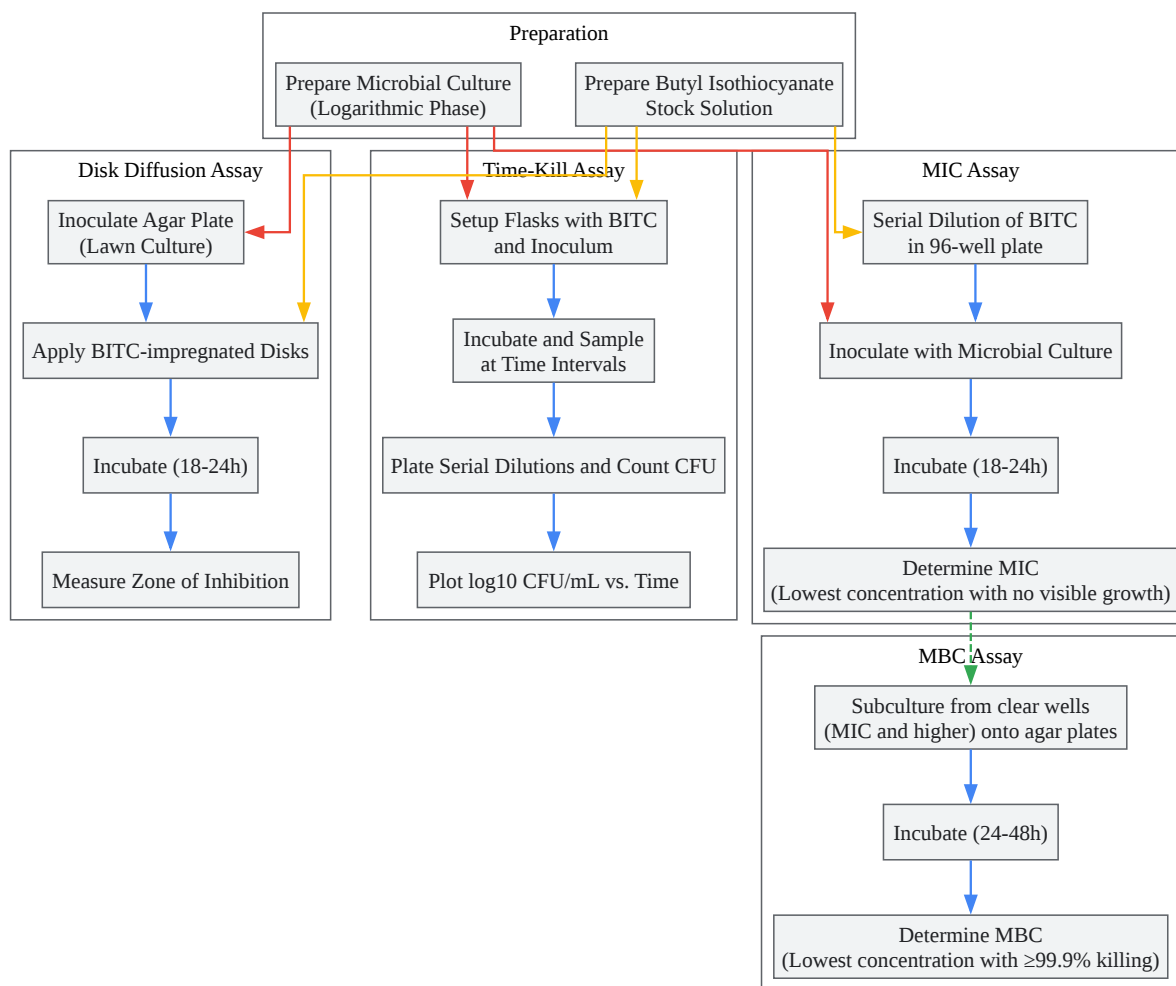 Preparation
Prepare Microbial Culture
(Logarithmic Phase)
Prepare Butyl Isothiocyanate
Stock Solution
Disk Diffusion Assay
Inoculate Agar Plate
(Lawn Culture)
Apply BITC-impregnated Disks
Incubate (18-24h)
Measure Zone of Inhibition
Time-Kill Assay
Setup Flasks with BITC
and Inoculum
Incubate and Sample
at Time Intervals
Plate Serial Dilutions and Count CFU
Plot log10 CFU/mL vs. Time
MIC Assay
Serial Dilution of BITC
in 96-well plate
Inoculate with Microbial Culture
Incubate (18-24h)
Determine MIC
(Lowest concentration with no visible growth)
MBC Assay
Subculture from clear wells
(MIC and higher) onto agar plates
Incubate (24-48h)
Determine MBC
(Lowest concentration with ≥99.9% killing)